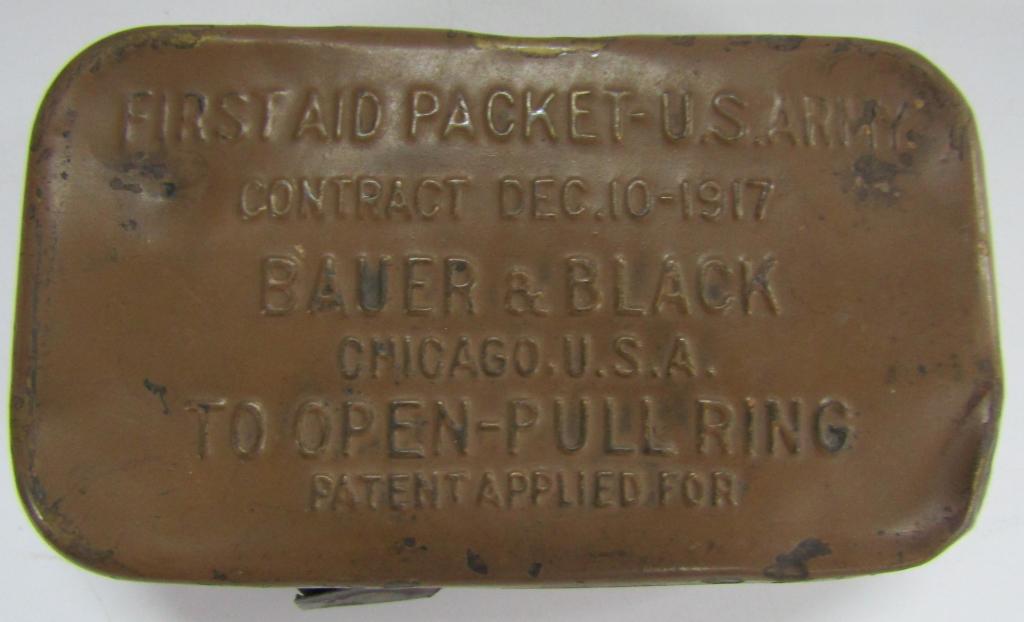 FIRST AID PACKET-U.S.ARMY.
CONTRACT DEC.10-1917
BAUER & BLACK
CHICAGO.U.S.A.
TO OPEN-PULL RING
PATENT APPLIED FOR